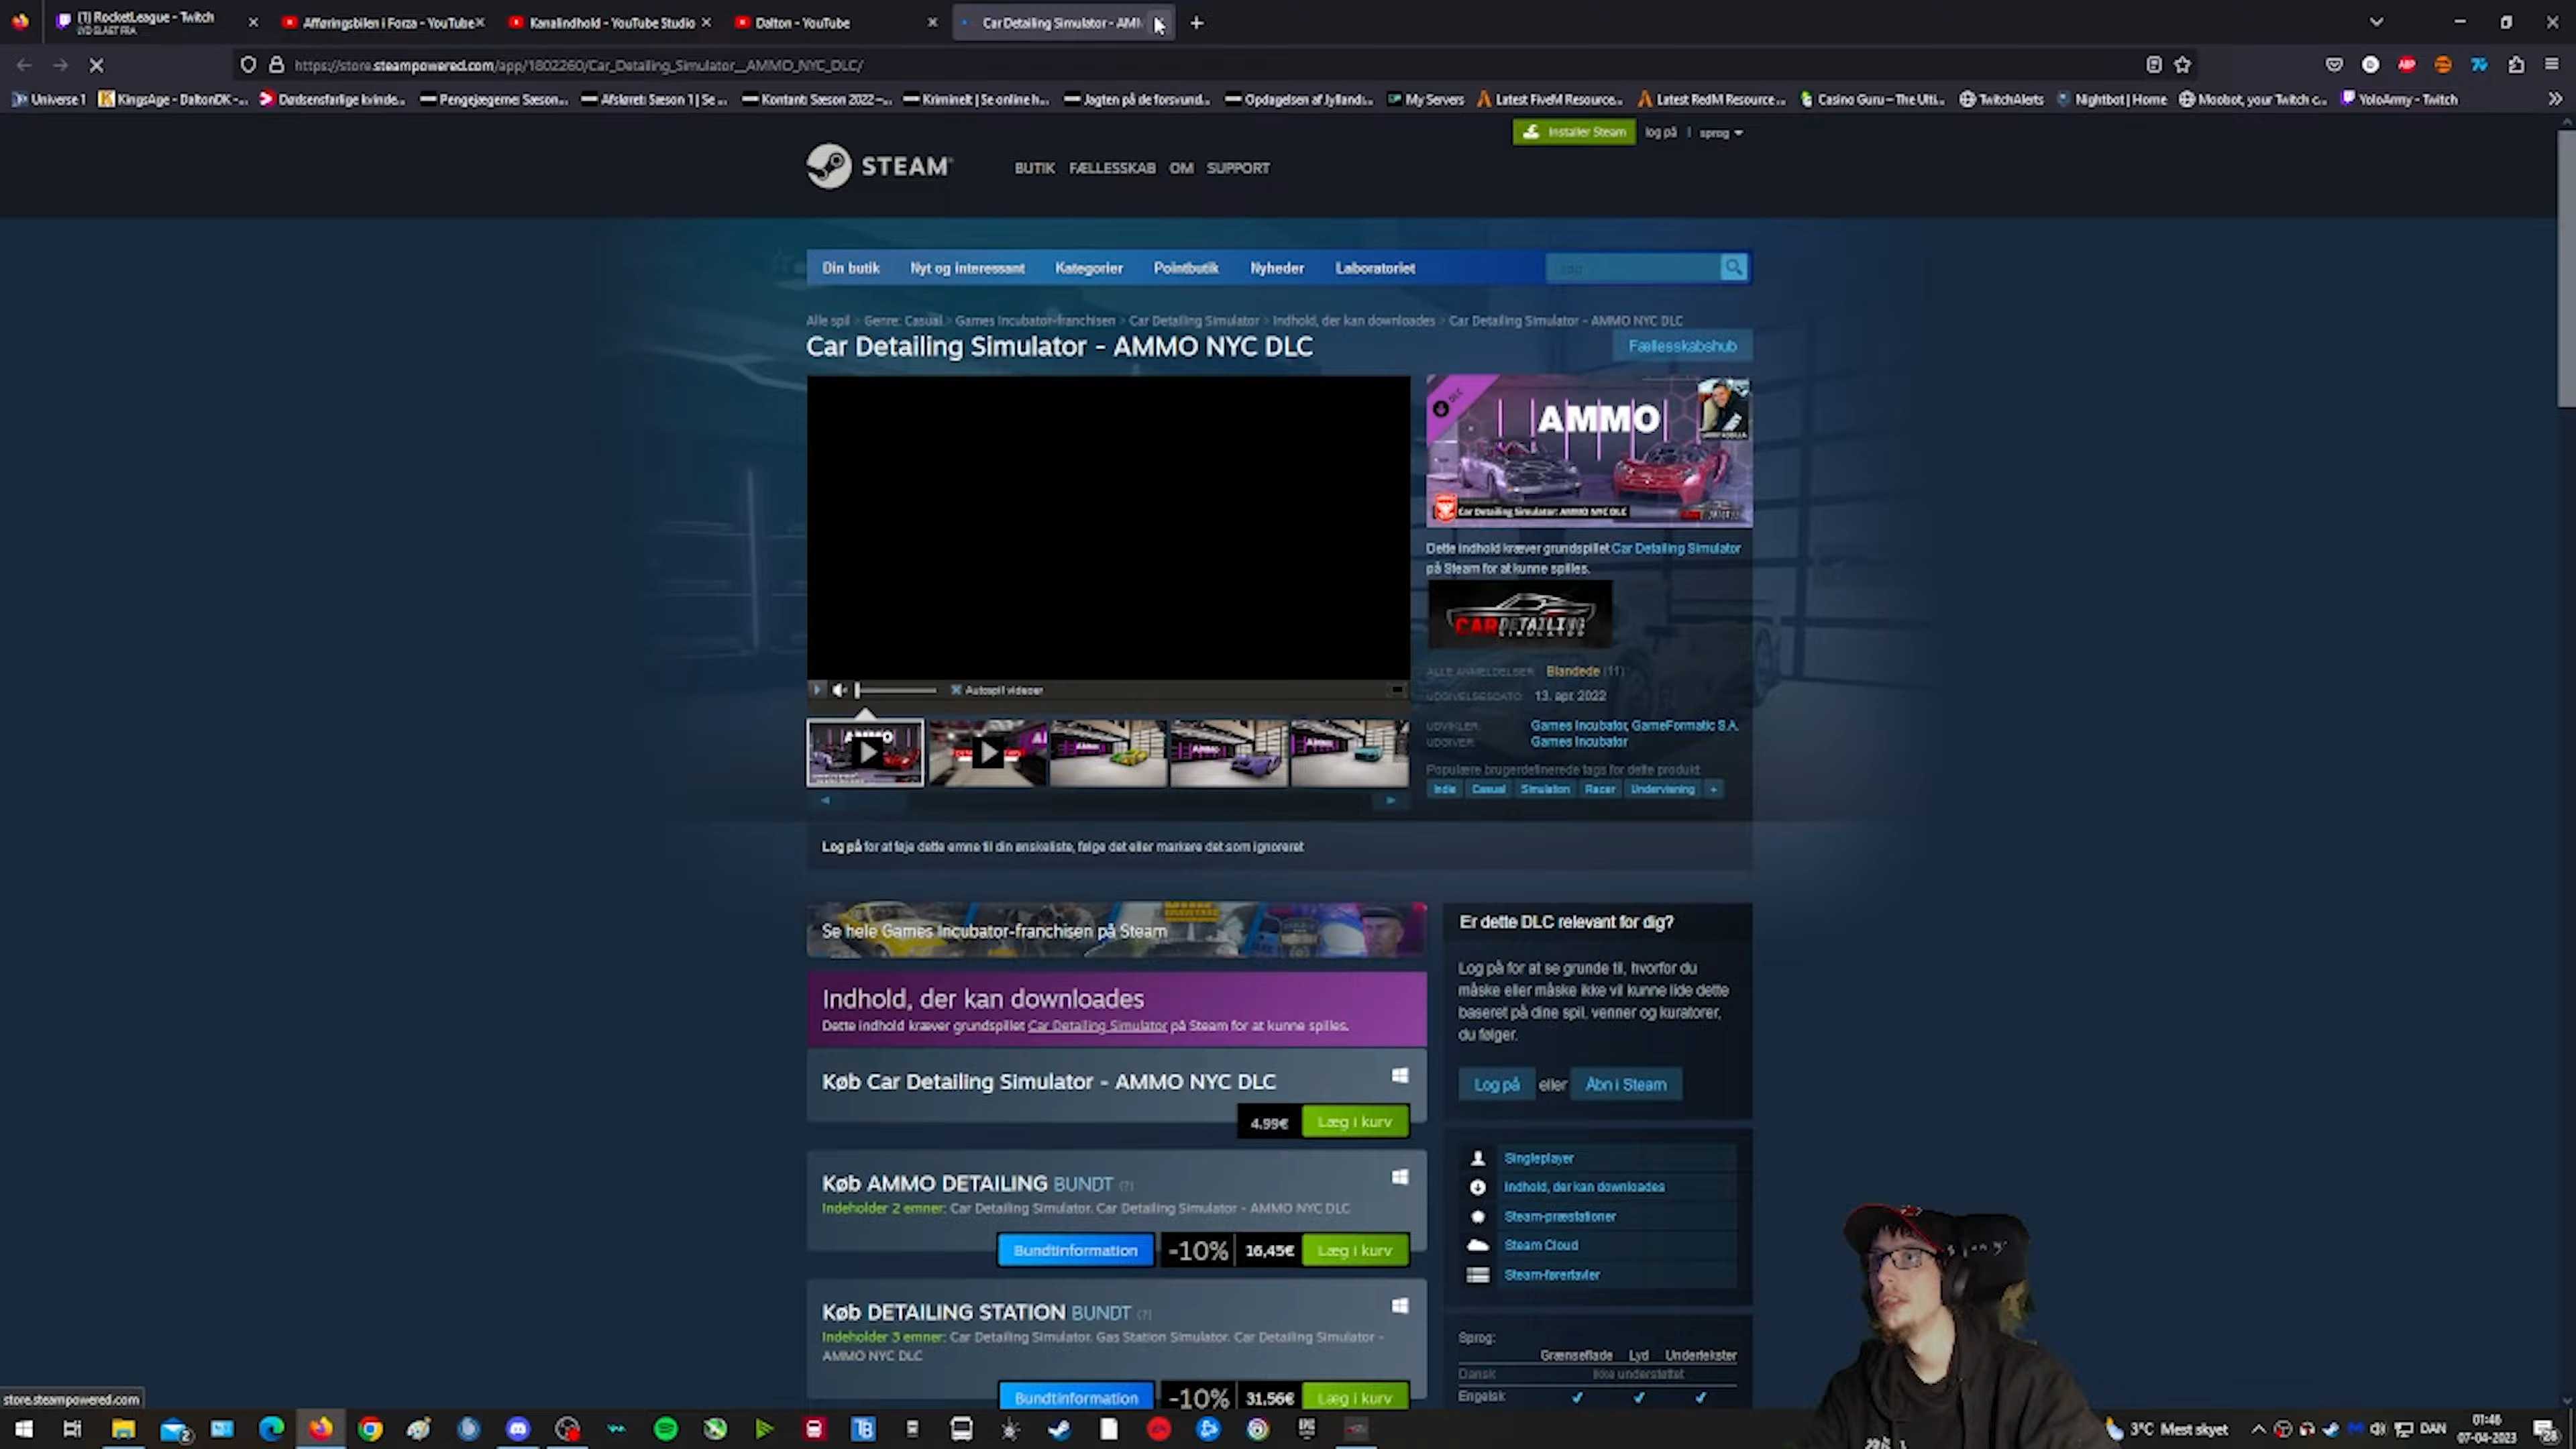 (1) RocketLeague - Twitch
LYD SLÅET FRA
Afføringsbilen i Forza - YouTube
Kanalindhold - YouTube Studio
Dalton - YouTube
Car Detailing Simulator - AMM
https://store.steampowered.com/app/1802260/Car_Detailing_Simulator__AMMO_NYC_DLC/
Universe 1
KingsAge - DaltonDK -...
Dødsensfarlige kvinde...
Pengejægerne: Sæson...
Afsløret: Sæson 1 | Se ...
Kontant: Sæson 2022 –...
Kriminelt | Se online h...
Jagten på de forsvund...
Opdagelsen af Jylland:...
My Servers
Latest FiveM Resource...
Latest RedM Resource...
Casino Guru – The Ulti...
TwitchAlerts
Nightbot | Home
Moobot, your Twitch c...
YoloArmy - Twitch
Installer Steam
log på | sprog
STEAM
BUTIK FÆLLESSKAB OM SUPPORT
Din butik Nyt og interessant Kategorier Pointbutik Nyheder Laboratoriet
Alle spil > Genre: Casual > Games Incubator-franchisen > Car Detailing Simulator > Indhold, der kan downloades > Car Detailing Simulator - AMMO NYC DLC
Car Detailing Simulator - AMMO NYC DLC
Fællesskabshub
DLC
AMMO
Car Detailing Simulator: AMMO NYC DLC
Dette indhold kræver grundspillet Car Detailing Simulator
på Steam for at kunne spilles.
CAR DETAILING
SIMULATOR
ALLE ANMELDELSER: Blandede (11)
UDGIVELSESDATO: 13. apr. 2022
UDVIKLER: Games Incubator, GameFormatic S.A.
UDGIVER: Games Incubator
Populære brugerdefinerede tags for dette produkt:
Indie Casual Simulation Racer Undervisning +
Autospil videoer
Log på for at føje dette emne til din ønskeliste, følge det eller markere det som ignoreret
Se hele Games Incubator-franchisen på Steam
Indhold, der kan downloades
Dette indhold kræver grundspillet Car Detailing Simulator på Steam for at kunne spilles.
Køb Car Detailing Simulator - AMMO NYC DLC
4,99€ Læg i kurv
Køb AMMO DETAILING BUNDT (?)
Indeholder 2 emner: Car Detailing Simulator, Car Detailing Simulator - AMMO NYC DLC
Bundtinformation -10% 16,45€ Læg i kurv
Køb DETAILING STATION BUNDT (?)
Indeholder 3 emner: Car Detailing Simulator, Gas Station Simulator, Car Detailing Simulator -
AMMO NYC DLC
Bundtinformation -10% 31,56€ Læg i kurv
Er dette DLC relevant for dig?
Log på for at se grunde til, hvorfor du
måske eller måske ikke vil kunne lide dette
baseret på dine spil, venner og kuratorer,
du følger.
Log på eller Åbn i Steam
Singleplayer
Indhold, der kan downloades
Steam-præstationer
Steam Cloud
Steam-førertavler
Sprog:
Grænseflade Lyd Undertekster
Dansk Ikke understøttet
Engelsk ✔ ✔ ✔
store.steampowered.com
3°C Mest skyet
DAN
01:46
07-04-2023